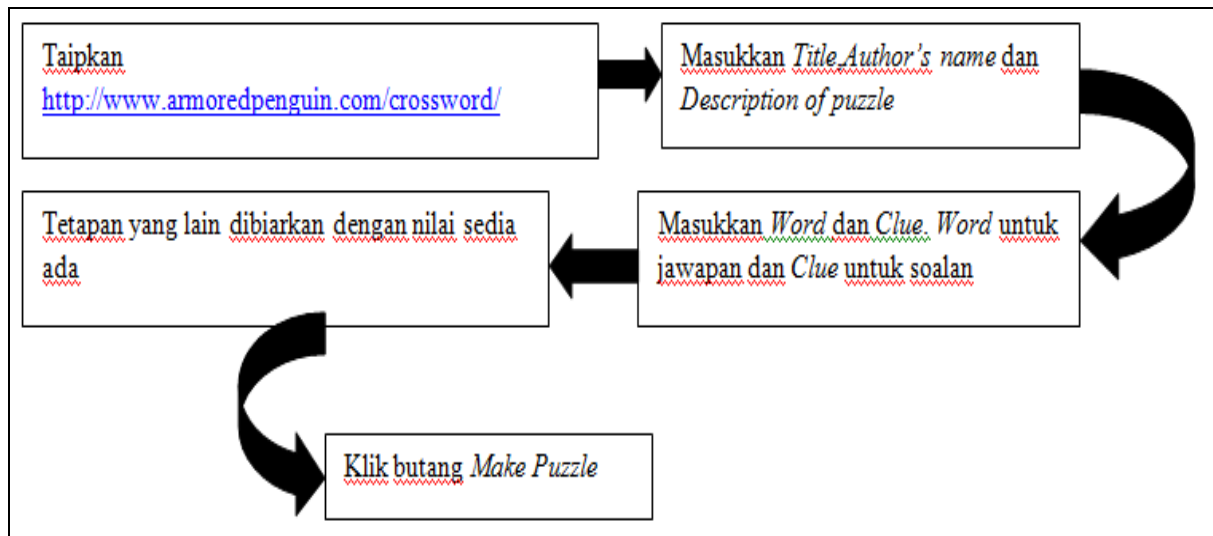 Taipkan
http://www.armoredpenguin.com/crossword/
Masukkan Title,Author's name dan
Description of puzzle
Masukkan Word dan Clue. Word untuk
jawapan dan Clue untuk soalan
Tetapan yang lain dibiarkan dengan nilai sedia
ada
Klik butang Make Puzzle